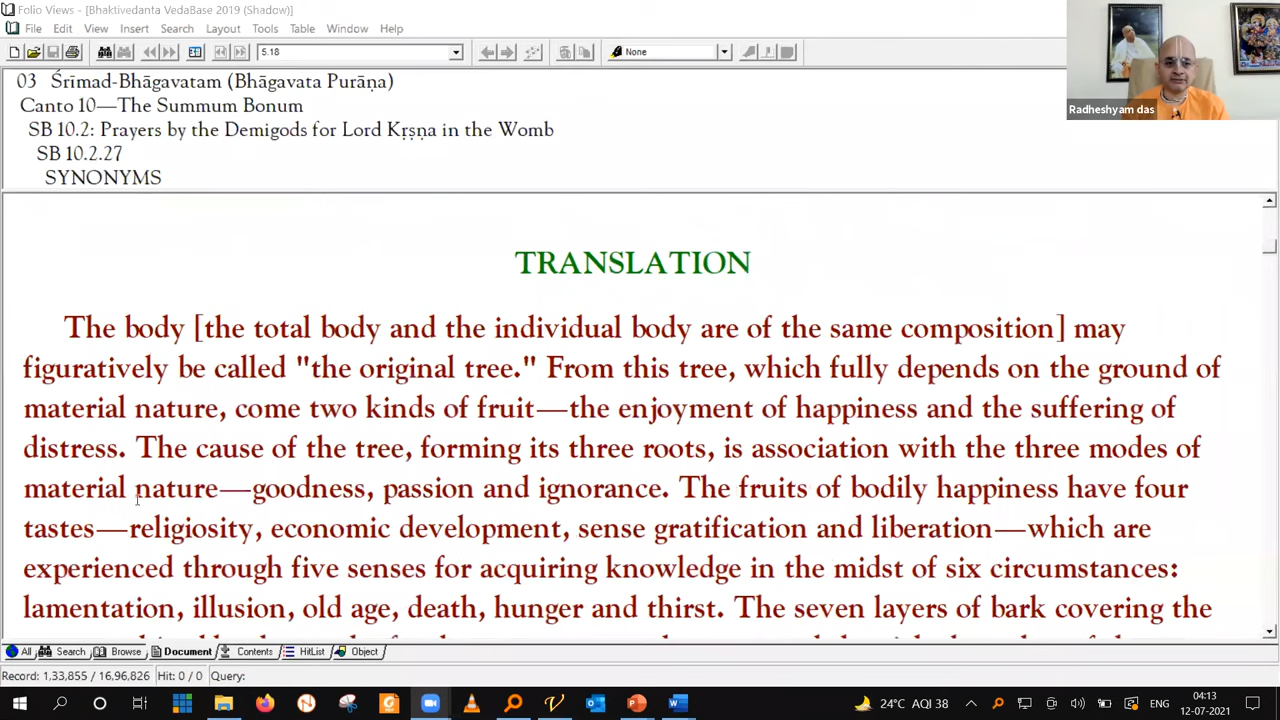 Folio Views - [Bhaktivedanta VedaBase 2019 (Shadow)]
File Edit View Insert Search Layout Tools Table Window Help
5.18 None
03 Śrīmad-Bhāgavatam (Bhāgavata Purāṇa)
Canto 10—The Summum Bonum
SB 10.2: Prayers by the Demigods for Lord Kṛṣṇa in the Womb
SB 10.2.27
SYNONYMS
Radheshyam das
TRANSLATION
The body [the total body and the individual body are of the same composition] may
figuratively be called "the original tree." From this tree, which fully depends on the ground of
material nature, come two kinds of fruit—the enjoyment of happiness and the suffering of
distress. The cause of the tree, forming its three roots, is association with the three modes of
material nature—goodness, passion and ignorance. The fruits of bodily happiness have four
tastes—religiosity, economic development, sense gratification and liberation—which are
experienced through five senses for acquiring knowledge in the midst of six circumstances:
lamentation, illusion, old age, death, hunger and thirst. The seven layers of bark covering the
All Search Browse Document Contents HitList Object
Record: 1,33,855 / 16,96,826 Hit: 0 / 0 Query:
24°C AQI 38 ENG 04:13
12-07-2021